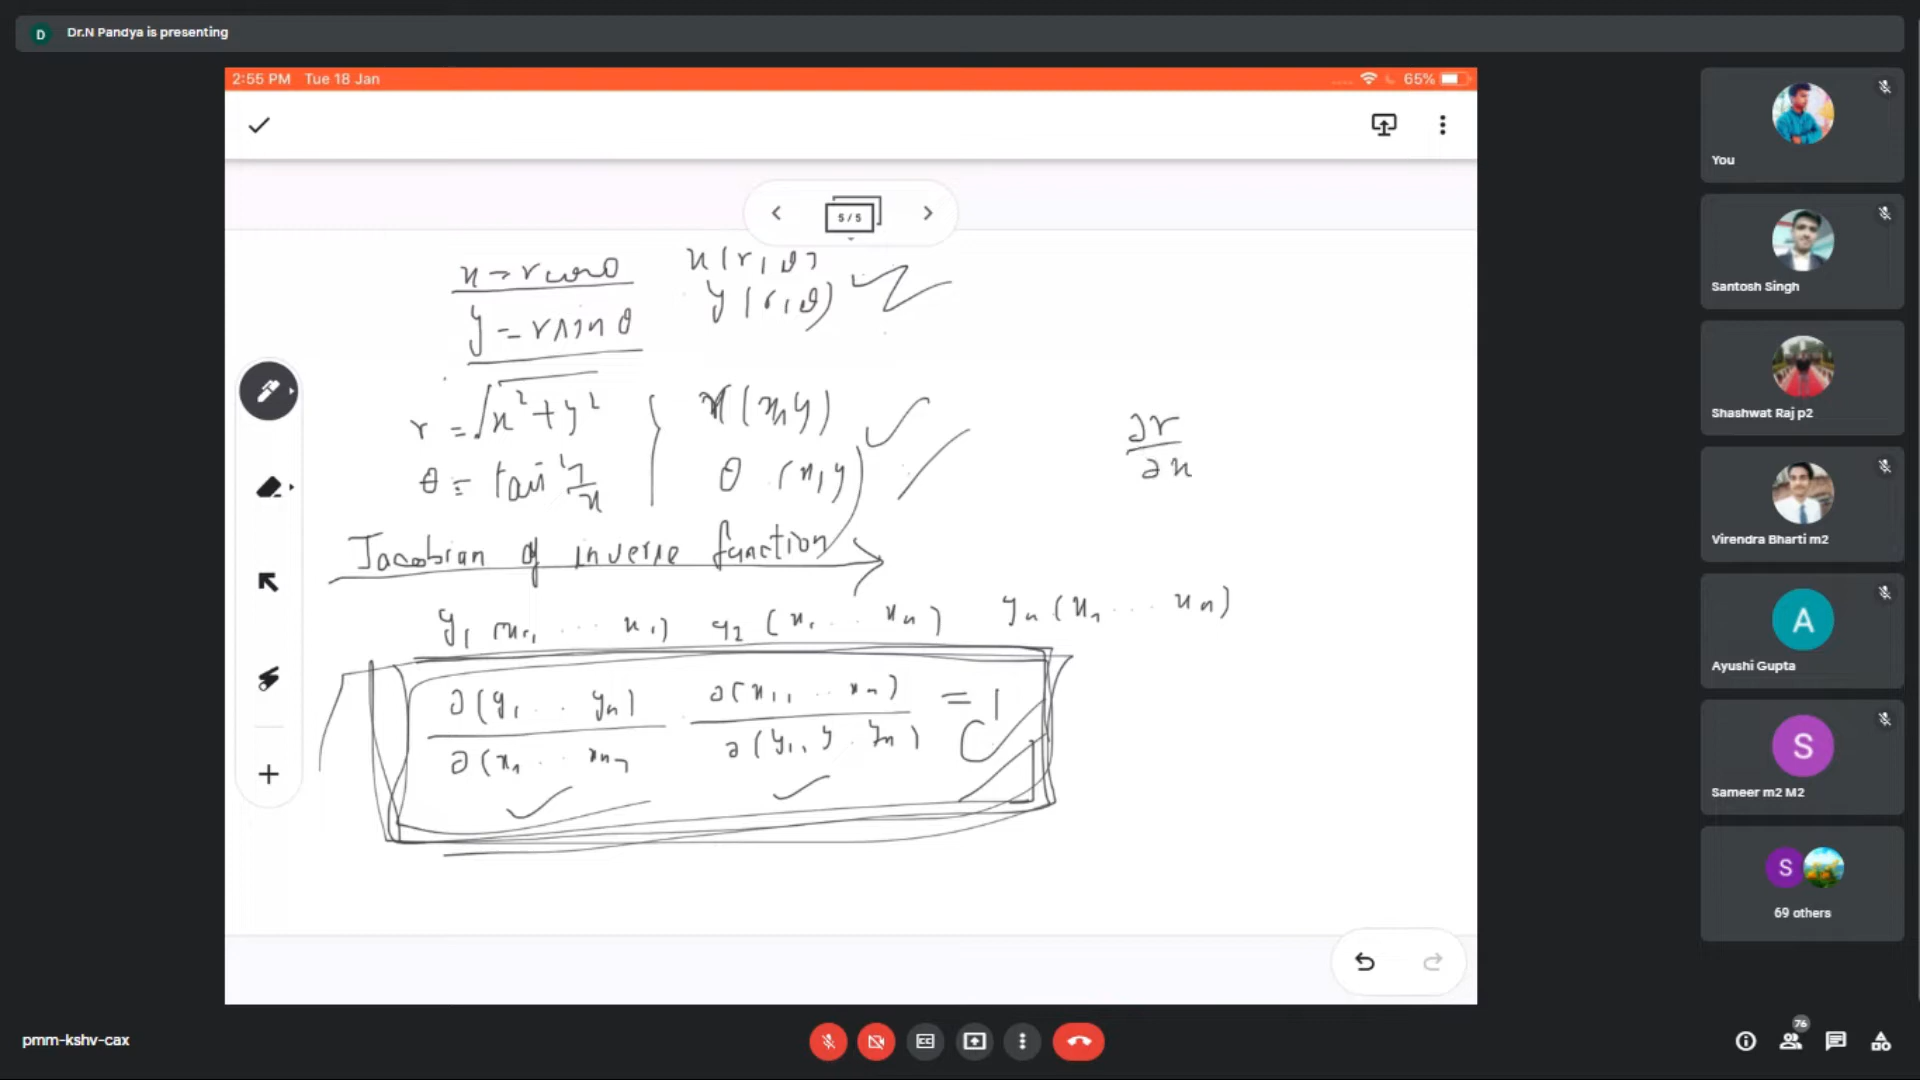 D Dr.N Pandya is presenting
2:55 PM Tue 18 Jan 65%
5/5
x = r cos θ x(r, θ)
y = r sin θ y(r, θ)
r = √x² + y² } r(x, y)
θ = tan⁻¹ y/x θ (x, y)
∂r/∂x
Jacobian of inverse function
y₁ (x₁, ... x₁) y₂ (x₁ ... xₙ) yₙ (x₁ ... xₙ)
∂(y₁ .. yₙ)/∂(x₁ .. xₙ) ∂(x₁, .. xₙ)/∂(y₁, y . yₙ) = 1
You
Santosh Singh
Shashwat Raj p2
Virendra Bharti m2
A
Ayushi Gupta
S
Sameer m2 M2
S
69 others
pmm-kshv-cax
CC
76